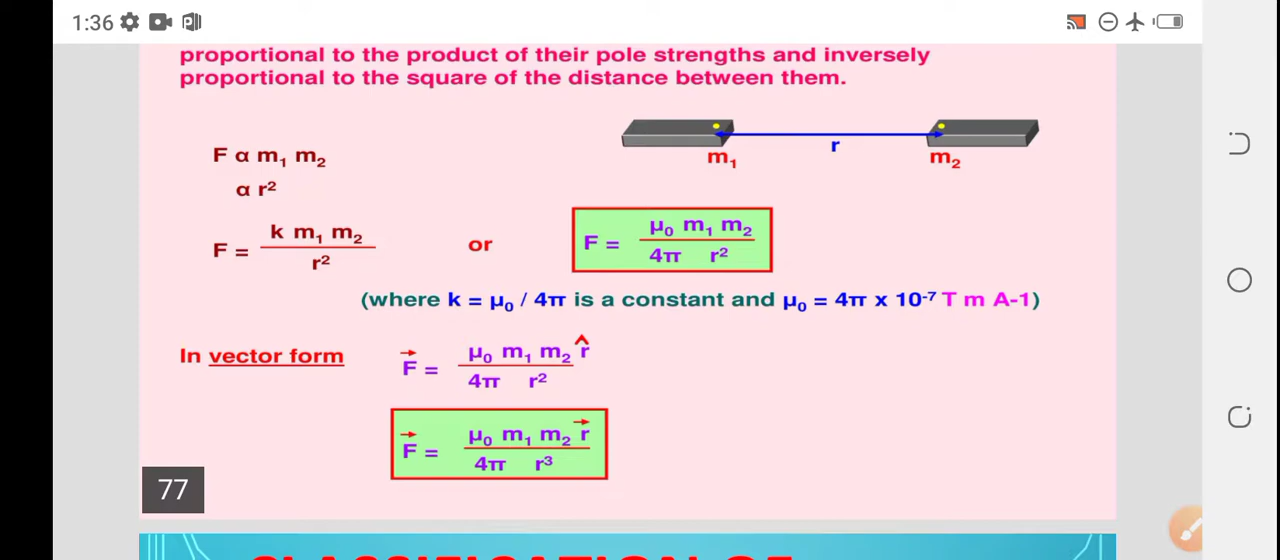 1:36
proportional to the product of their pole strengths and inversely
proportional to the square of the distance between them.
r
m₁ m₂
F α m₁ m₂
α r²
F = k m₁ m₂ / r² or F = μ₀ m₁ m₂ / 4π r²
(where k = μ₀ / 4π is a constant and μ₀ = 4π x 10⁻⁷ T m A-1)
In vector form F⃗ = μ₀ m₁ m₂ r̂ / 4π r²
F⃗ = μ₀ m₁ m₂ r⃗ / 4π r³
77
CLASSIFICATION OF